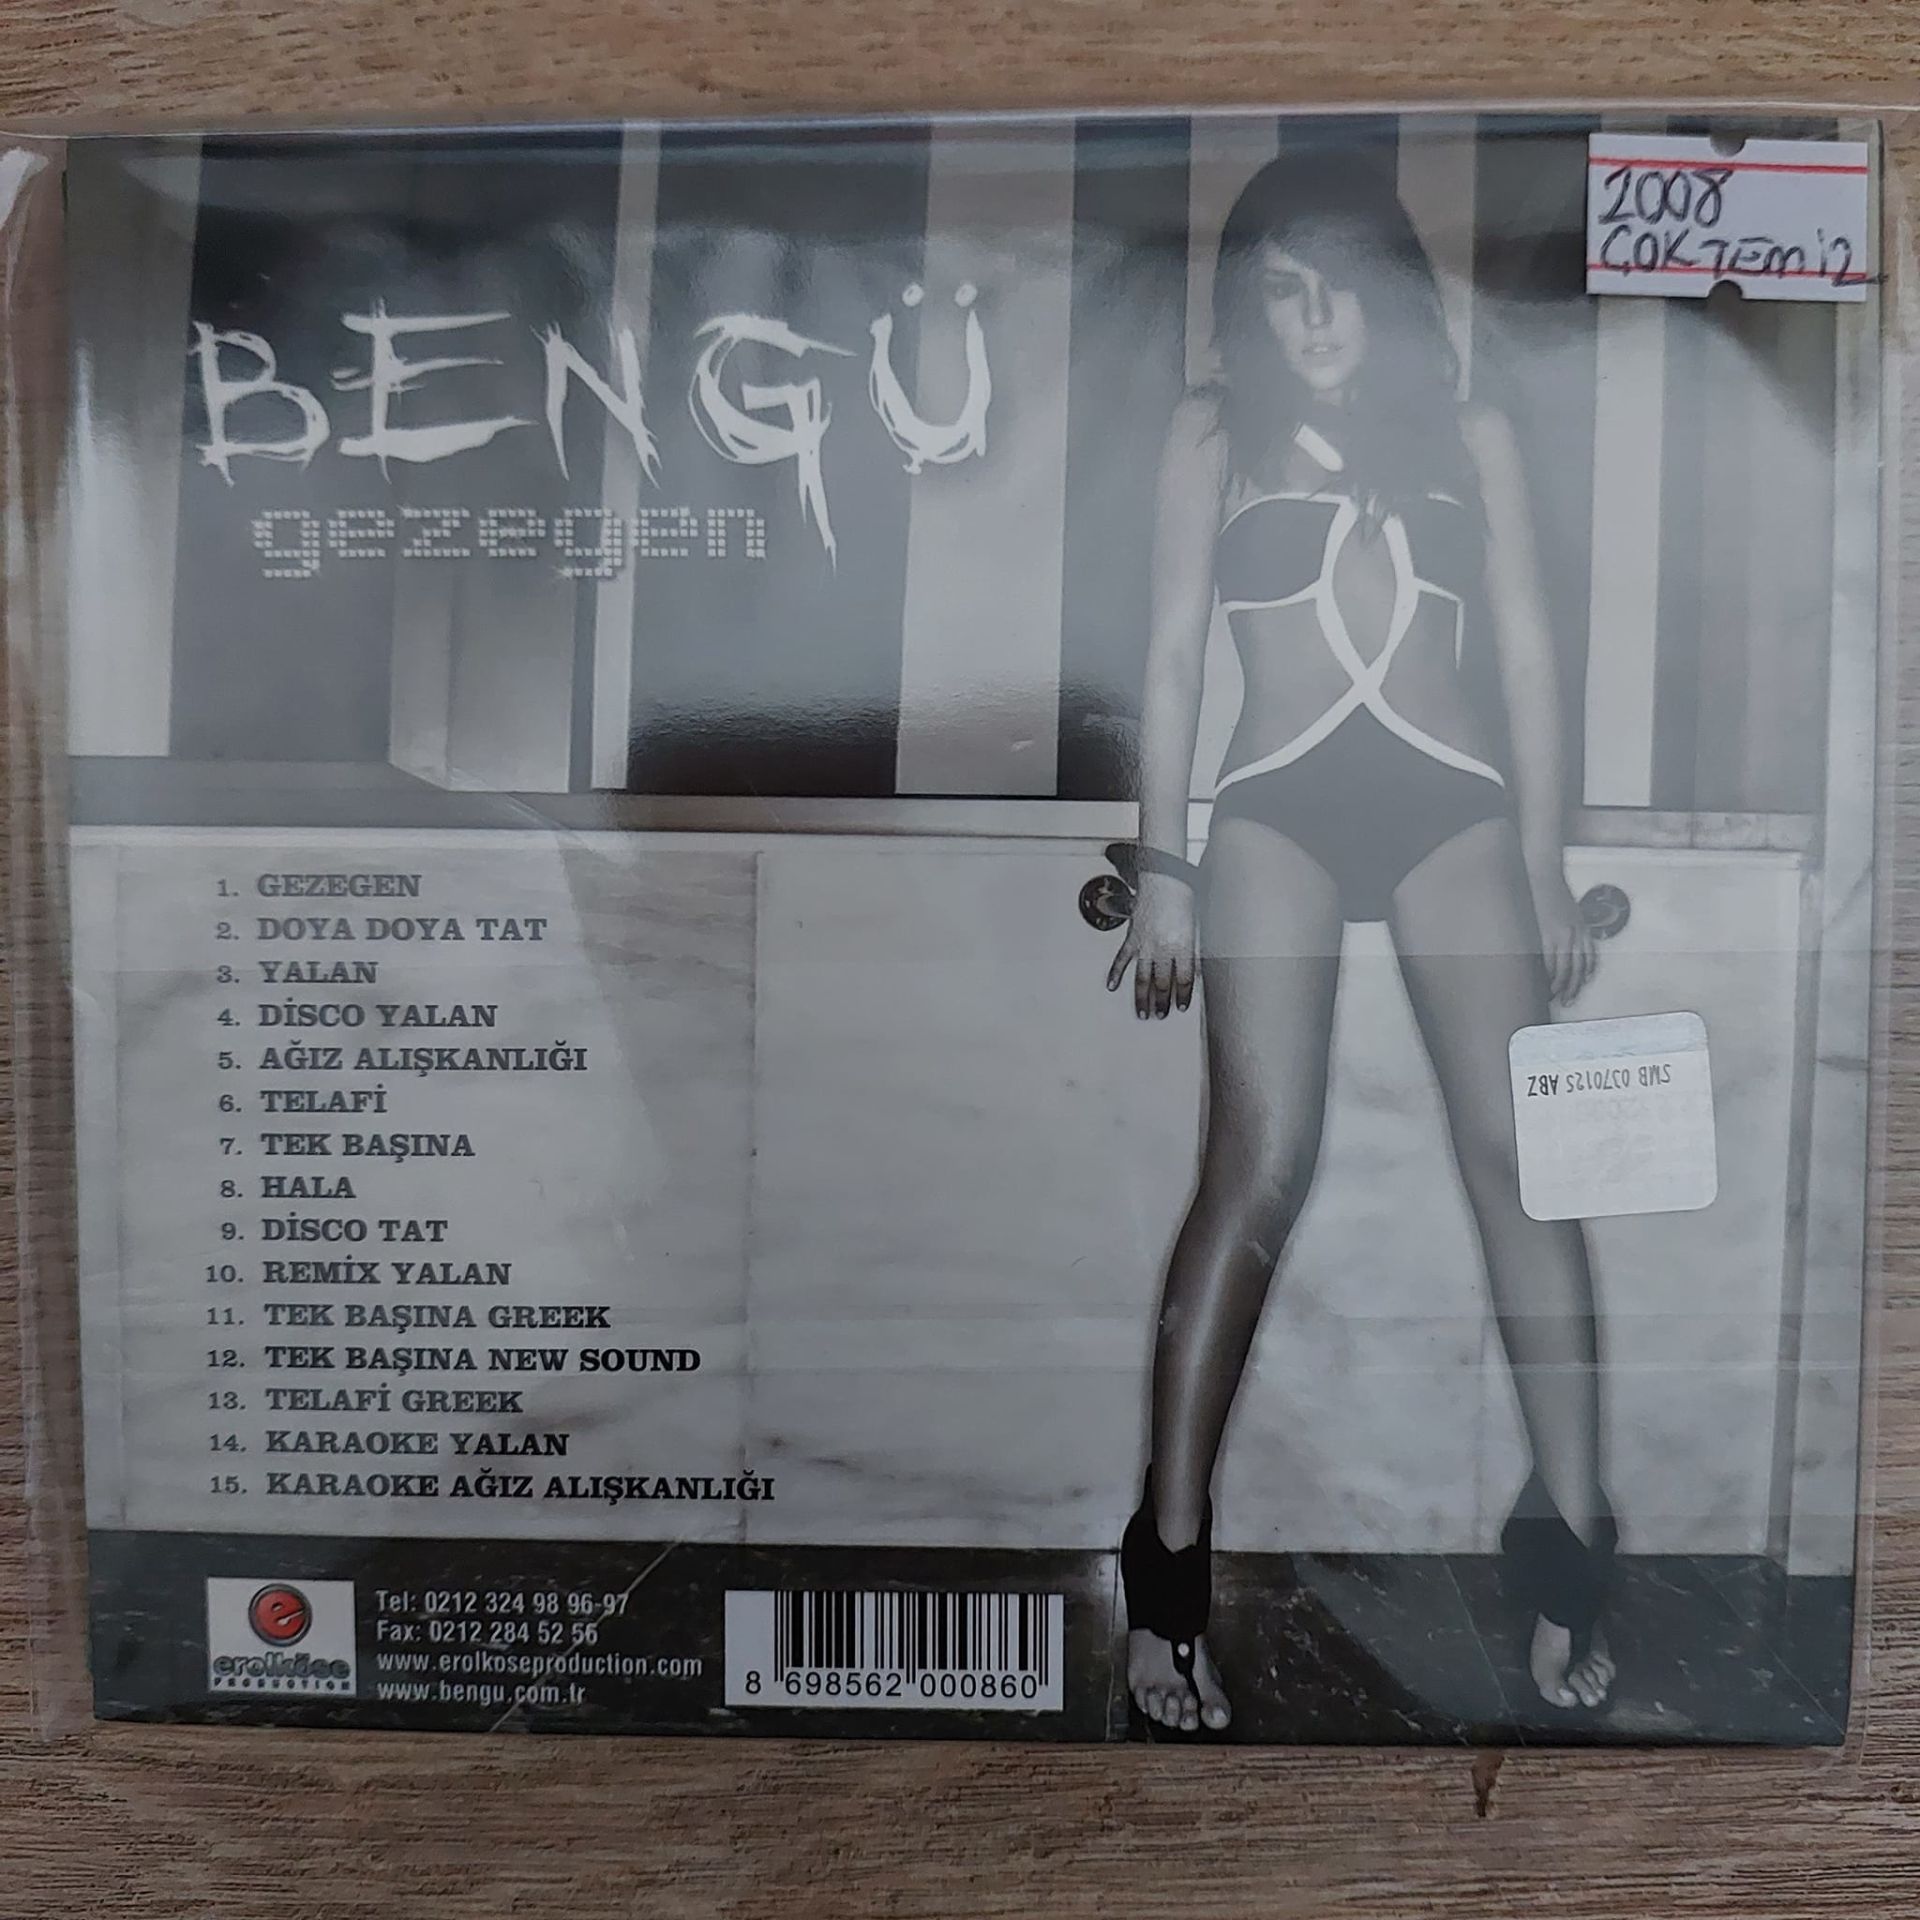 2008
ÇOK TEMİZ
BENGÜ
gezegen
1. GEZEGEN
2. DOYA DOYA TAT
3. YALAN
4. DİSCO YALAN
5. AĞIZ ALIŞKANLIĞI
6. TELAFİ
7. TEK BAŞINA
8. HALA
9. DİSCO TAT
10. REMİX YALAN
11. TEK BAŞINA GREEK
12. TEK BAŞINA NEW SOUND
13. TELAFİ GREEK
14. KARAOKE YALAN
15. KARAOKE AĞIZ ALIŞKANLIĞI
SMB 037012S ABZ
erolköse
PRODUCTION
Tel: 0212 324 98 96-97
Fax: 0212 284 52 56
www.erolkoseproduction.com
www.bengu.com.tr
8 698562 000860